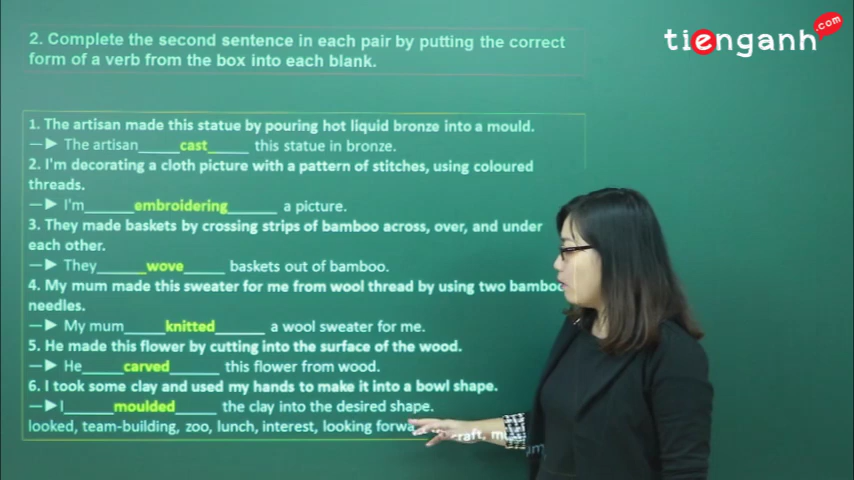 2. Complete the second sentence in each pair by putting the correct
form of a verb from the box into each blank.
tienganh.com
1. The artisan made this statue by pouring hot liquid bronze into a mould.
—► The artisan_____cast_____ this statue in bronze.
2. I'm decorating a cloth picture with a pattern of stitches, using coloured
threads.
—► I'm______embroidering______ a picture.
3. They made baskets by crossing strips of bamboo across, over, and under
each other.
—► They______wove_____ baskets out of bamboo.
4. My mum made this sweater for me from wool thread by using two bamboo
needles.
—► My mum_____knitted______ a wool sweater for me.
5. He made this flower by cutting into the surface of the wood.
—► He_____carved_____ this flower from wood.
6. I took some clay and used my hands to make it into a bowl shape.
—►I______moulded_____ the clay into the desired shape.
looked, team-building, zoo, lunch, interest, looking craft,